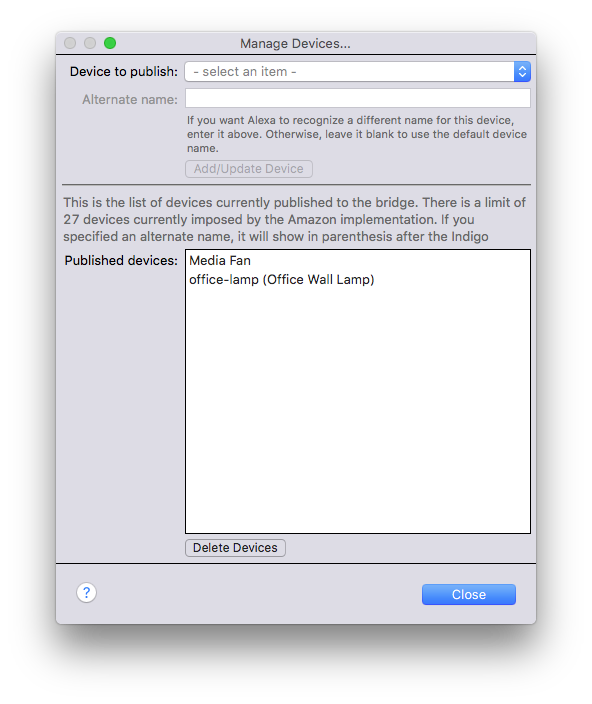 Manage Devices...
Device to publish: - select an item -
Alternate name:
If you want Alexa to recognize a different name for this device,
enter it above. Otherwise, leave it blank to use the default device
name.
Add/Update Device
This is the list of devices currently published to the bridge. There is a limit of
27 devices currently imposed by the Amazon implementation. If you
specified an alternate name, it will show in parenthesis after the Indigo
Published devices:
Media Fan
office-lamp (Office Wall Lamp)
Delete Devices
?
Close